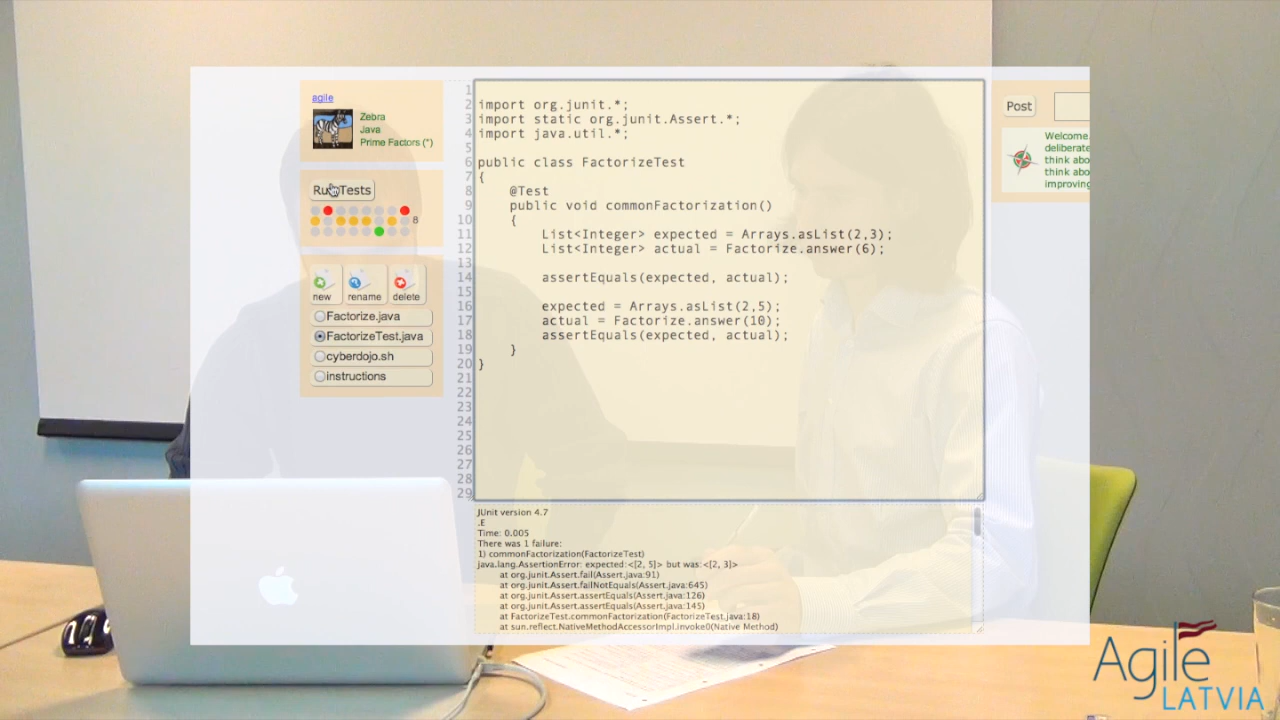 agile
Zebra
Java
Prime Factors (*)
Run Tests
8
new
rename
delete
Factorize.java
FactorizeTest.java
cyberdojo.sh
instructions
1
2 import org.junit.*;
3 import static org.junit.Assert.*;
4 import java.util.*;
5
6 public class FactorizeTest
7 {
8 @Test
9 public void commonFactorization()
10 {
11 List<Integer> expected = Arrays.asList(2,3);
12 List<Integer> actual = Factorize.answer(6);
13
14 assertEquals(expected, actual);
15
16 expected = Arrays.asList(2,5);
17 actual = Factorize.answer(10);
18 assertEquals(expected, actual);
19 }
20 }
21
22
23
24
25
26
27
28
29
JUnit version 4.7
.E
Time: 0.005
There was 1 failure:
1) commonFactorization(FactorizeTest)
java.lang.AssertionError: expected:<[2, 5]> but was:<[2, 3]>
at org.junit.Assert.fail(Assert.java:91)
at org.junit.Assert.failNotEquals(Assert.java:645)
at org.junit.Assert.assertEquals(Assert.java:126)
at org.junit.Assert.assertEquals(Assert.java:145)
at FactorizeTest.commonFactorization(FactorizeTest.java:18)
at sun.reflect.NativeMethodAccessorImpl.invoke0(Native Method)
Post
Welcome.
deliberate
think abo
think abo
improving
Agile
LATVIA